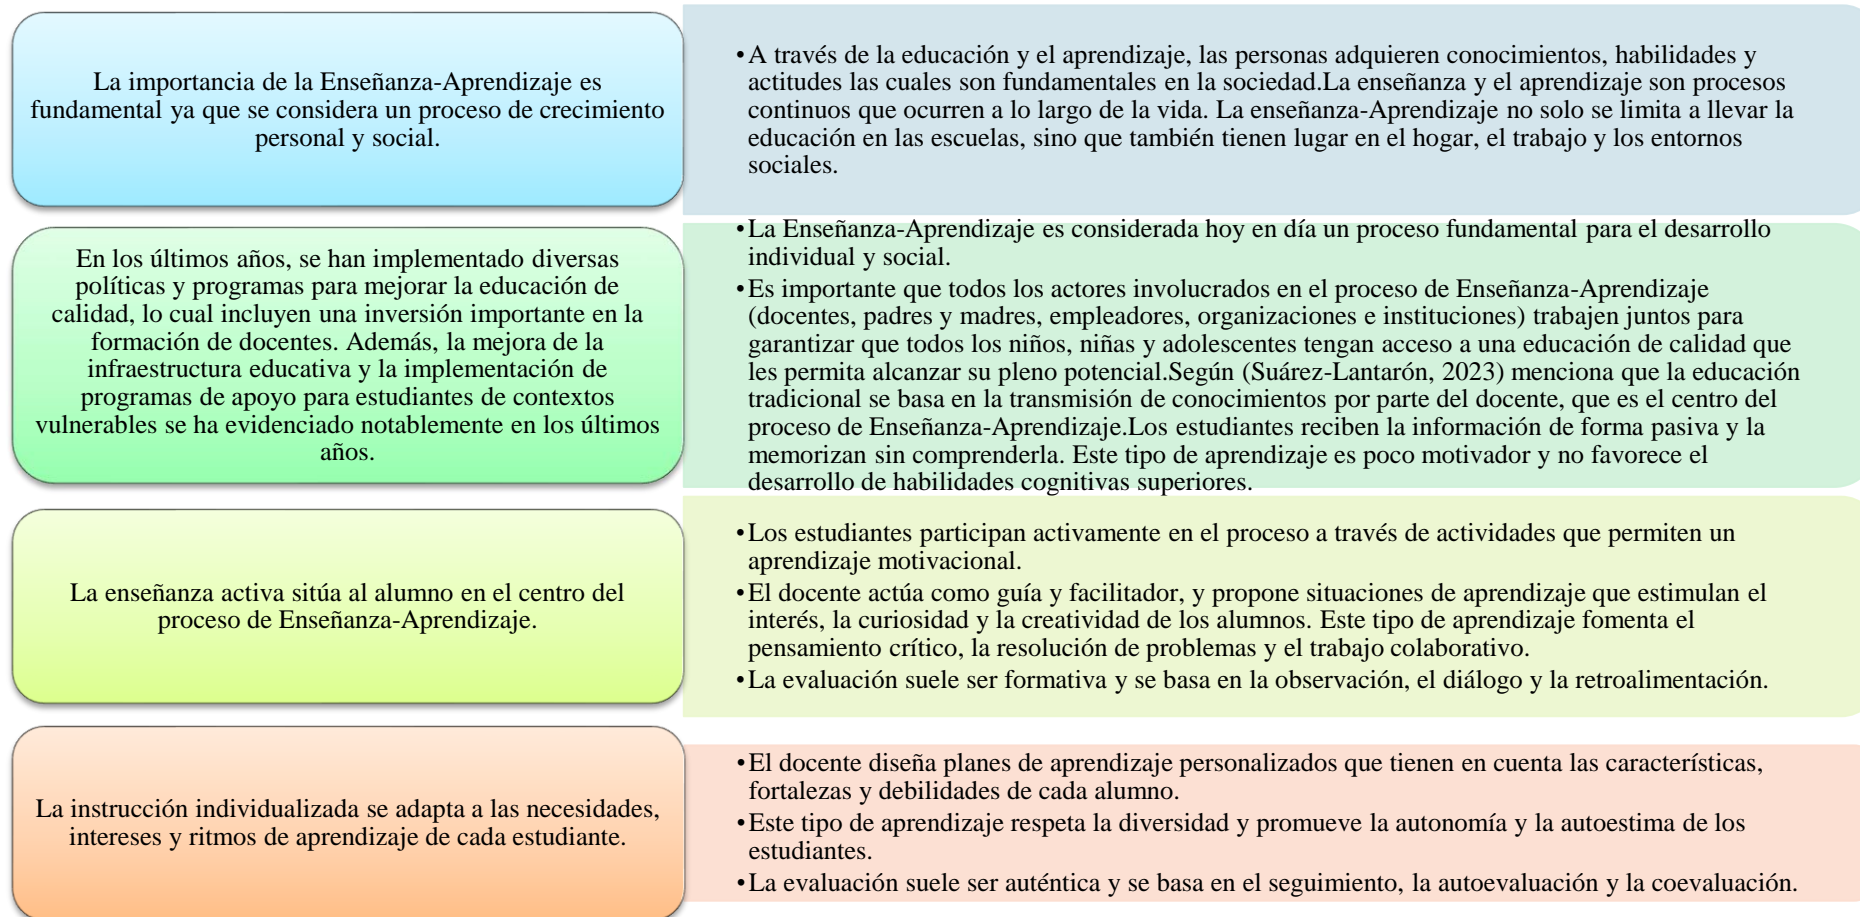 La importancia de la Enseñanza-Aprendizaje es
fundamental ya que se considera un proceso de crecimiento
personal y social.
•A través de la educación y el aprendizaje, las personas adquieren conocimientos, habilidades y
actitudes las cuales son fundamentales en la sociedad.La enseñanza y el aprendizaje son procesos
continuos que ocurren a lo largo de la vida. La enseñanza-Aprendizaje no solo se limita a llevar la
educación en las escuelas, sino que también tienen lugar en el hogar, el trabajo y los entornos
sociales.
En los últimos años, se han implementado diversas
políticas y programas para mejorar la educación de
calidad, lo cual incluyen una inversión importante en la
formación de docentes. Además, la mejora de la
infraestructura educativa y la implementación de
programas de apoyo para estudiantes de contextos
vulnerables se ha evidenciado notablemente en los últimos
años.
•La Enseñanza-Aprendizaje es considerada hoy en día un proceso fundamental para el desarrollo
individual y social.
•Es importante que todos los actores involucrados en el proceso de Enseñanza-Aprendizaje
(docentes, padres y madres, empleadores, organizaciones e instituciones) trabajen juntos para
garantizar que todos los niños, niñas y adolescentes tengan acceso a una educación de calidad que
les permita alcanzar su pleno potencial.Según (Suárez-Lantarón, 2023) menciona que la educación
tradicional se basa en la transmisión de conocimientos por parte del docente, que es el centro del
proceso de Enseñanza-Aprendizaje.Los estudiantes reciben la información de forma pasiva y la
memorizan sin comprenderla. Este tipo de aprendizaje es poco motivador y no favorece el
desarrollo de habilidades cognitivas superiores.
La enseñanza activa sitúa al alumno en el centro del
proceso de Enseñanza-Aprendizaje.
•Los estudiantes participan activamente en el proceso a través de actividades que permiten un
aprendizaje motivacional.
•El docente actúa como guía y facilitador, y propone situaciones de aprendizaje que estimulan el
interés, la curiosidad y la creatividad de los alumnos. Este tipo de aprendizaje fomenta el
pensamiento crítico, la resolución de problemas y el trabajo colaborativo.
•La evaluación suele ser formativa y se basa en la observación, el diálogo y la retroalimentación.
La instrucción individualizada se adapta a las necesidades,
intereses y ritmos de aprendizaje de cada estudiante.
•El docente diseña planes de aprendizaje personalizados que tienen en cuenta las características,
fortalezas y debilidades de cada alumno.
•Este tipo de aprendizaje respeta la diversidad y promueve la autonomía y la autoestima de los
estudiantes.
•La evaluación suele ser auténtica y se basa en el seguimiento, la autoevaluación y la coevaluación.